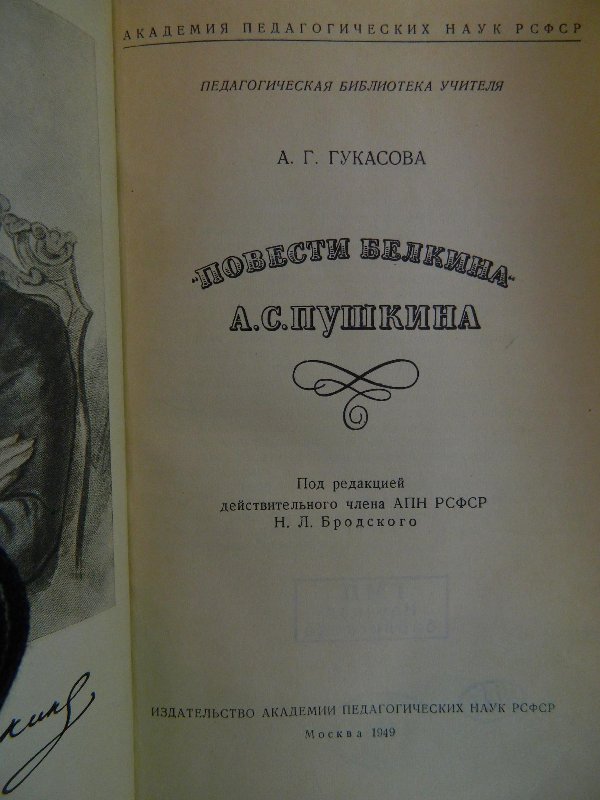 АКАДЕМИЯ ПЕДАГОГИЧЕСКИХ НАУК РСФСР
ПЕДАГОГИЧЕСКАЯ БИБЛИОТЕКА УЧИТЕЛЯ
А. Г. ГУКАСОВА
„ПОВЕСТИ БЕЛКИНА“
А.С.ПУШКИНА
Под редакцией
действительного члена АПН РСФСР
Н. Л. Бродского
ИЗДАТЕЛЬСТВО АКАДЕМИИ ПЕДАГОГИЧЕСКИХ НАУК РСФСР
Москва 1949